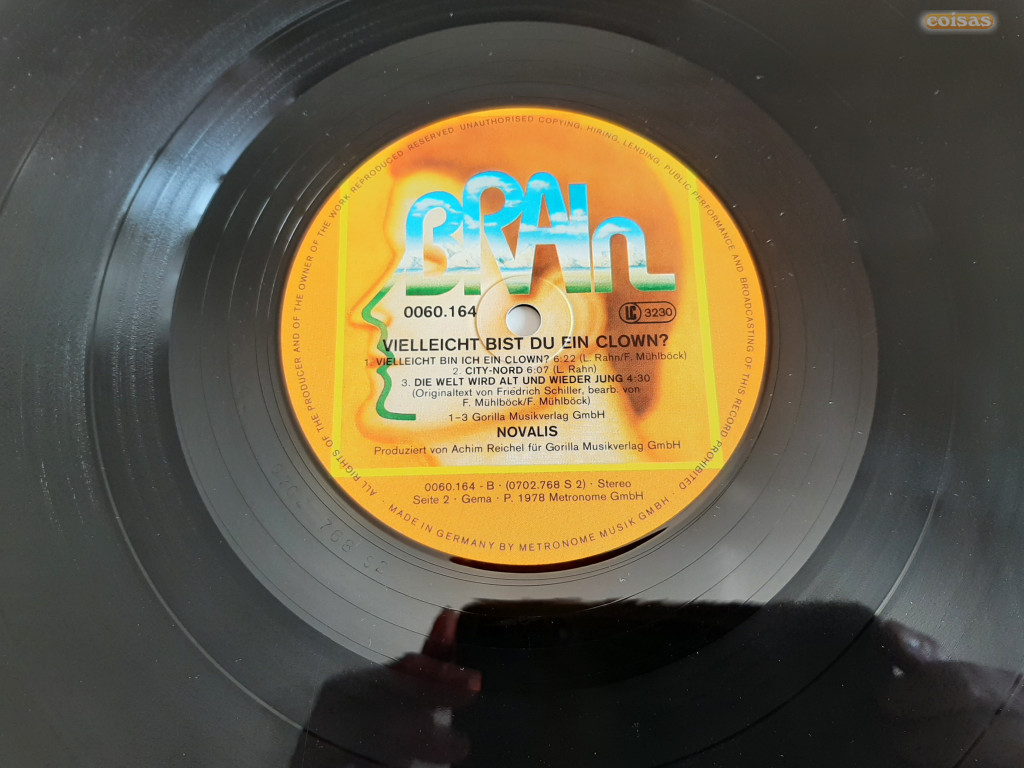 coisas
ALL RIGHTS OF THE PRODUCER AND OF THE OWNER OF THE WORK REPRODUCED RESERVED. UNAUTHORISED COPYING, HIRING, LENDING, PUBLIC PERFORMANCE AND BROADCASTING OF THIS RECORD PROHIBITED ·
BRAIN
0060.164
LC 3230
VIELLEICHT BIST DU EIN CLOWN?
1. VIELLEICHT BIN ICH EIN CLOWN? 6:22 (L. Rahn/F. Mühlböck)
2. CITY-NORD 6:07 (L. Rahn)
3. DIE WELT WIRD ALT UND WIEDER JUNG 4:30
(Originaltext von Friedrich Schiller, bearb. von
F. Mühlböck/F. Mühlböck)
1–3 Gorilla Musikverlag GmbH
NOVALIS
Produziert von Achim Reichel für Gorilla Musikverlag GmbH
0060.164 - B · (0702.768 S 2) · Stereo
Seite 2 · Gema · P. 1978 Metronome GmbH
· MADE IN GERMANY BY METRONOME MUSIK GMBH ·